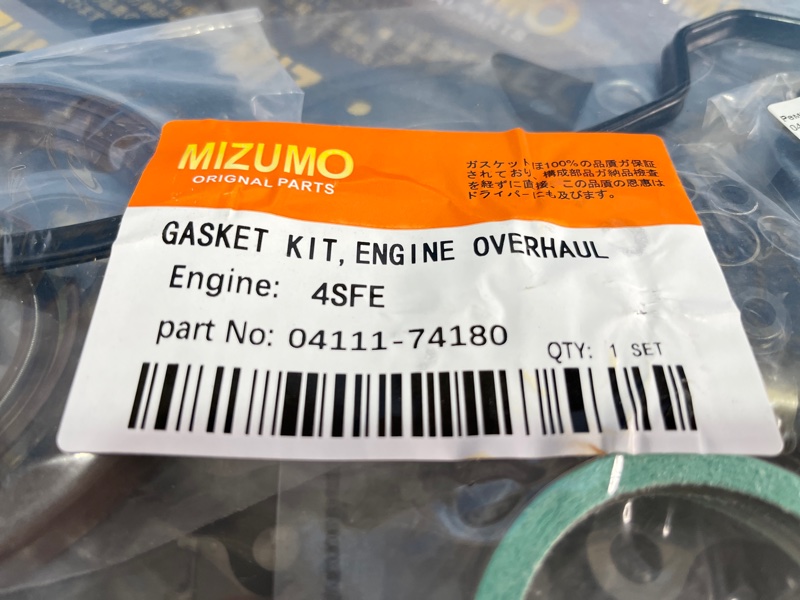 MIZUMO
ORIGNAL PARTS
ガスケットほ100%の品質ガ保証
されており、構成部品ガ納品検査
を軽ずに直接、この品質の恩恵は
ドライバーにも及びます。
GASKET KIT, ENGINE OVERHAUL
Engine: 4SFE
part No: 04111-74180
QTY: 1 SET